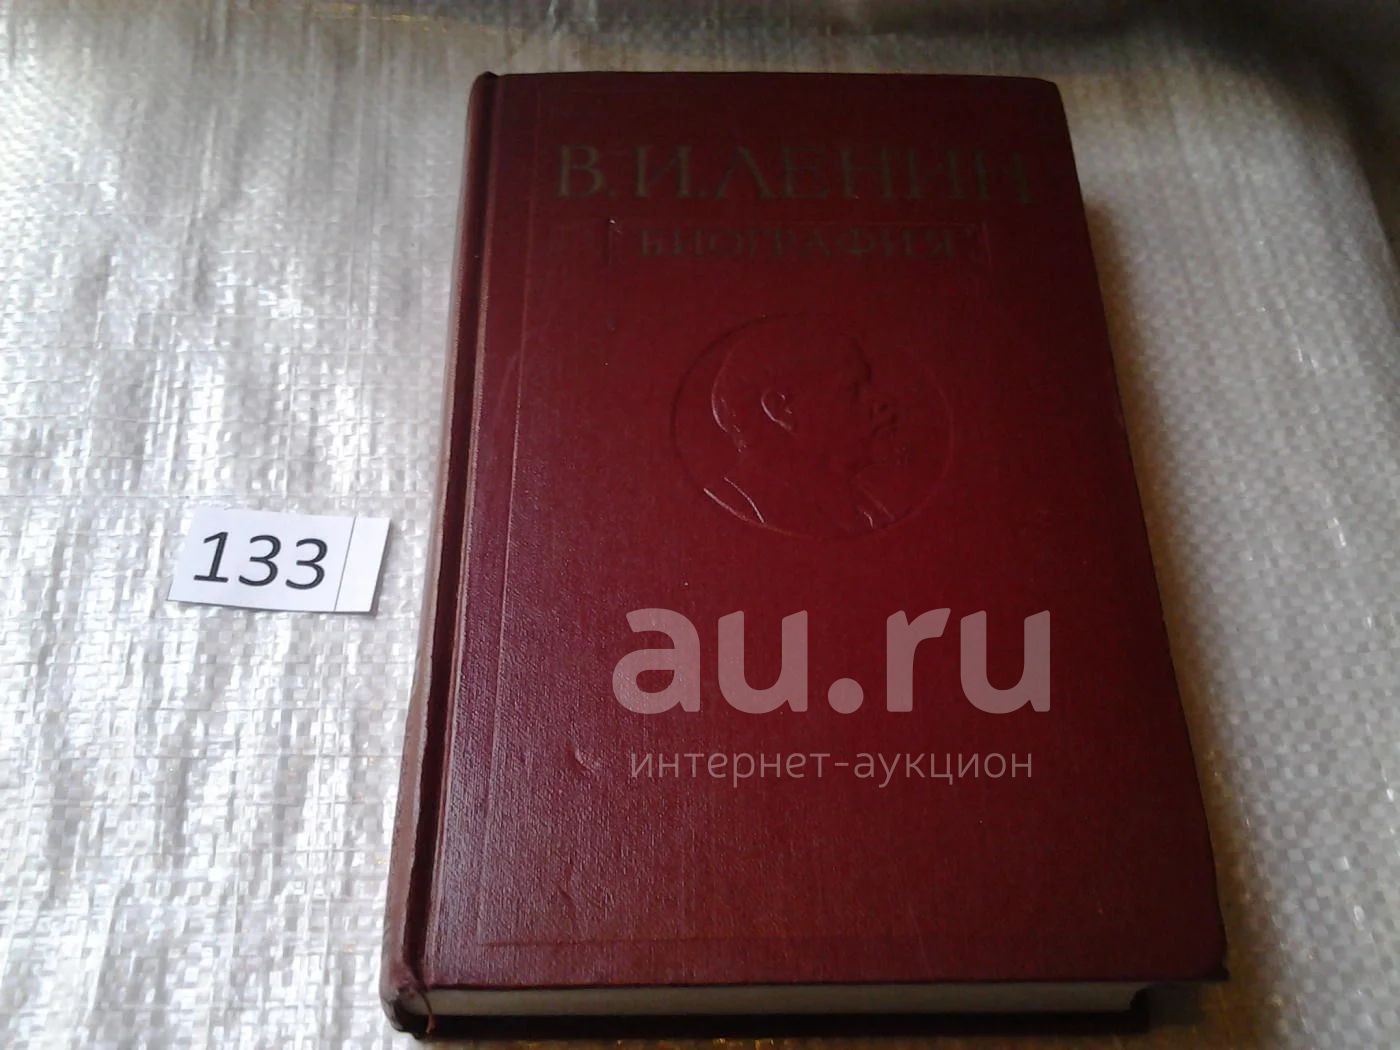 В. И. ЛЕНИН
БИОГРАФИЯ
133
au.ru
интернет-аукцион